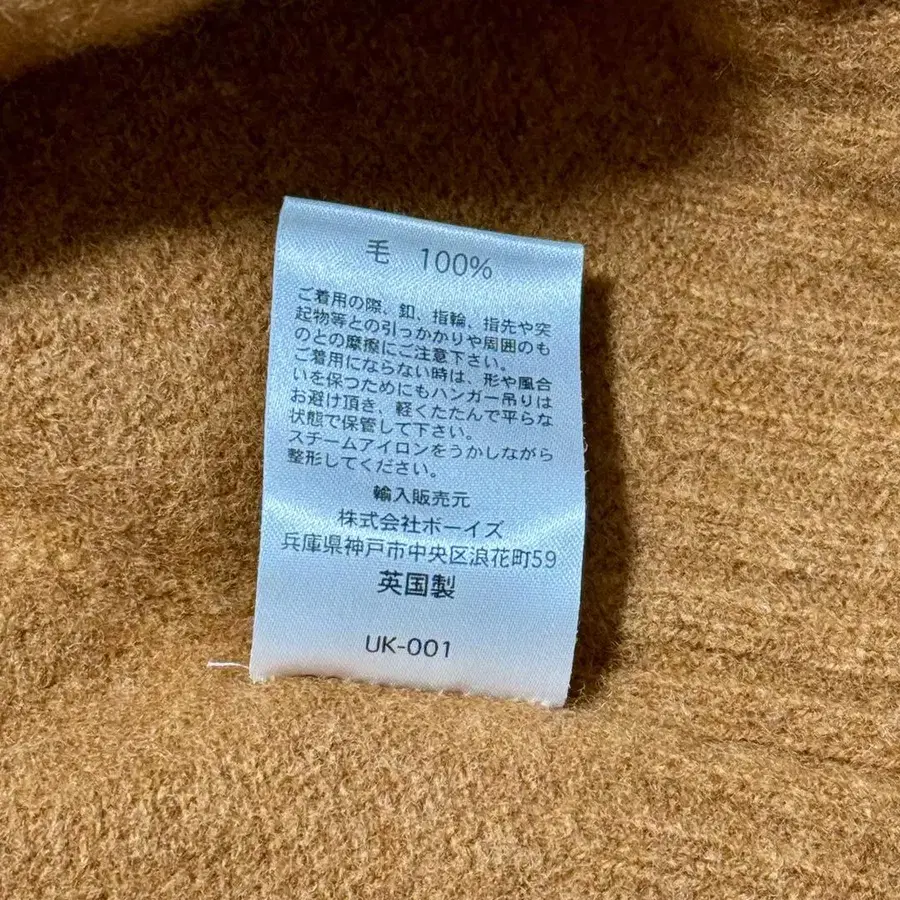 毛 100%
ご着用の際、釦、指輪、指先や突
起物等との引っかかりや周囲のも
のとの摩擦にご注意下さい。
ご着用にならない時は、形や風合
いを保つためにもハンガー吊りは
お避け頂き、軽くたたんで平らな
状態で保管して下さい。
スチームアイロンをうかしながら
整形してください。
輸入販売元
株式会社ボーイズ
兵庫県神戸市中央区浪花町59
英国製
UK-001